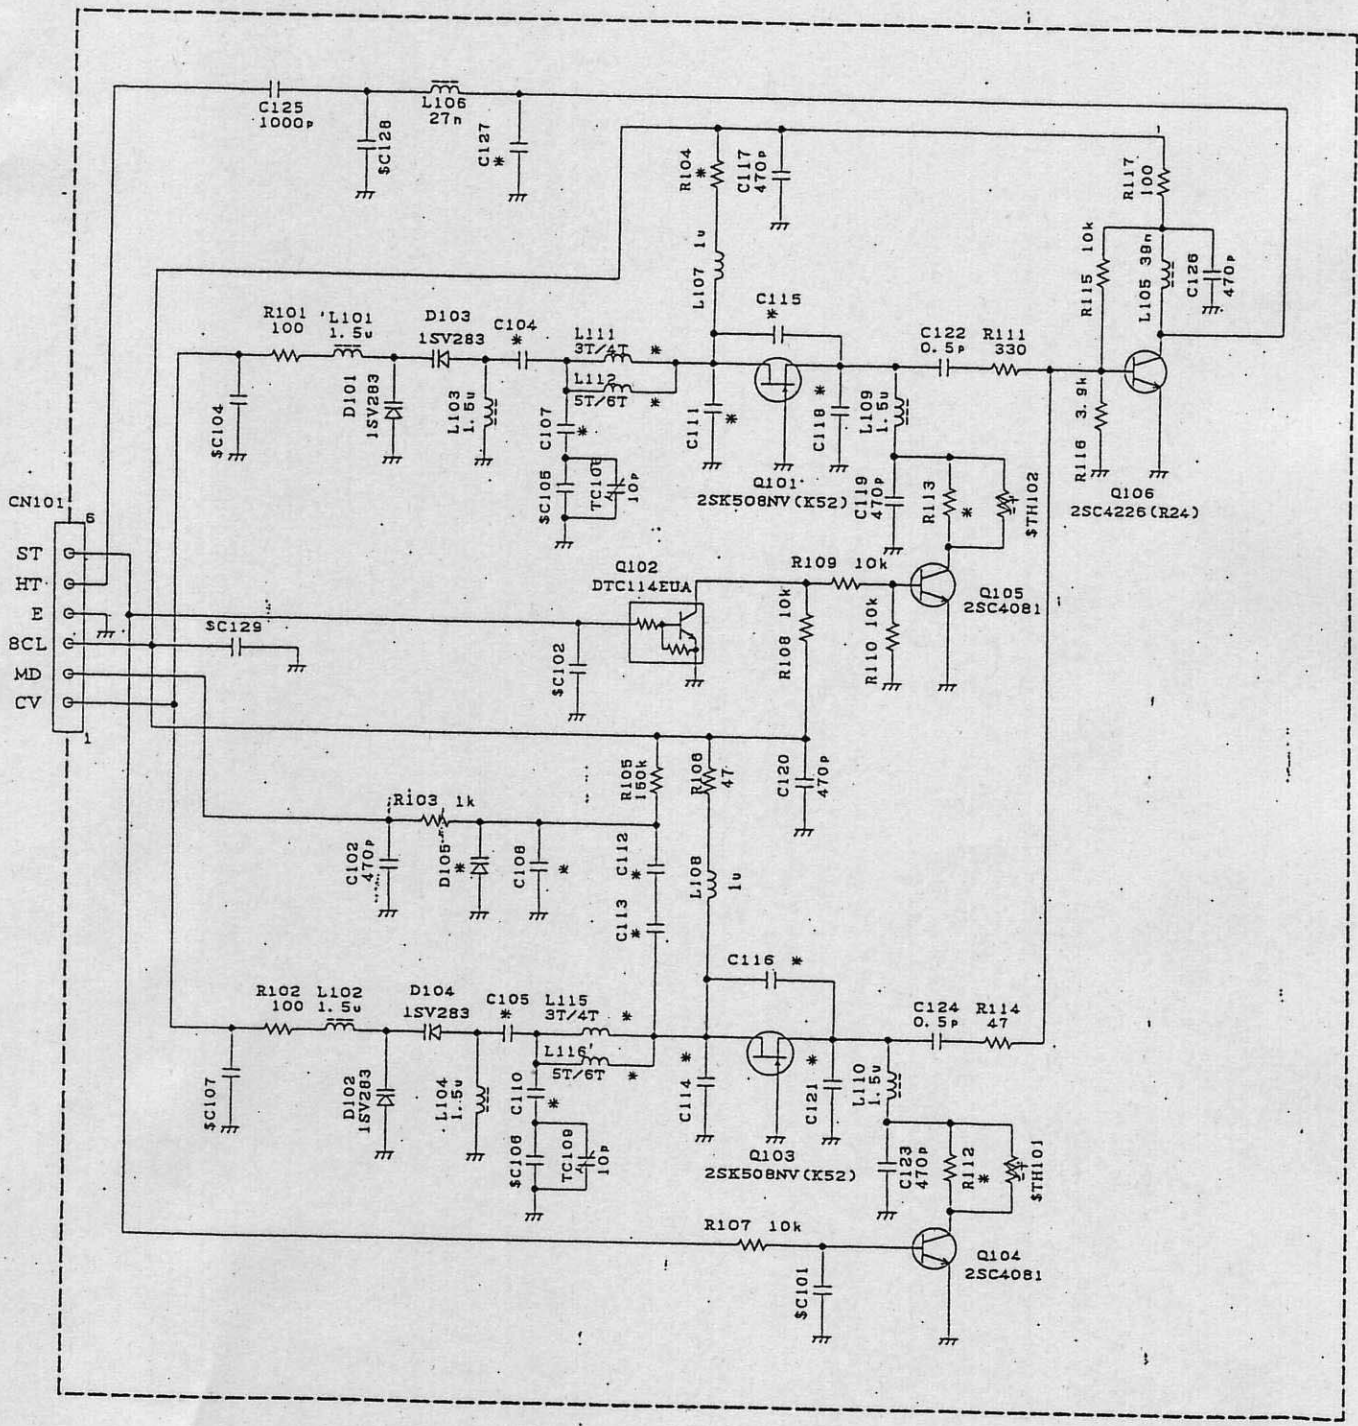 C125
1000p
L106
27n
$C128
C127
*
R104
*
C117
470p
R117
100
L107 1u
R115 10k
L105 39n
C126
470p
R101
100
L101
1.5u
D103
1SV283
C104
*
L111
3T/4T *
L112
5T/6T *
C115
*
C122
0.5p
R111
330
$C104
D101
1SV283
L103
1.5u
C107
*
C111
*
C118
*
L109
1.5u
R116 3.9k
$C105
TC106
10p
Q101
2SK508NV(K52)
C119
470p
R113
*
$TH102
Q106
2SC4226(R24)
CN101
6
ST
HT
E
8CL
MD
CV
1
$C129
Q102
DTC114EUA
$C102
R109 10k
R108 10k
R110 10k
Q105
2SC4081
R105
150k
R106
47
C120
470p
R103 1k
C102
470p
D105
*
C108
*
C112
*
C113
*
L108
1u
C116 *
R102
100
L102
1.5u
D104
1SV283
C105
*
L115
3T/4T *
L116
5T/6T *
C124
0.5p
R114
47
$C107
D102
1SV283
L104
1.5u
C110
*
C114
*
C121
*
L110
1.5u
$C106
TC109
10p
Q103
2SK508NV(K52)
C123
470p
R112
*
$TH101
R107 10k
$C101
Q104
2SC4081